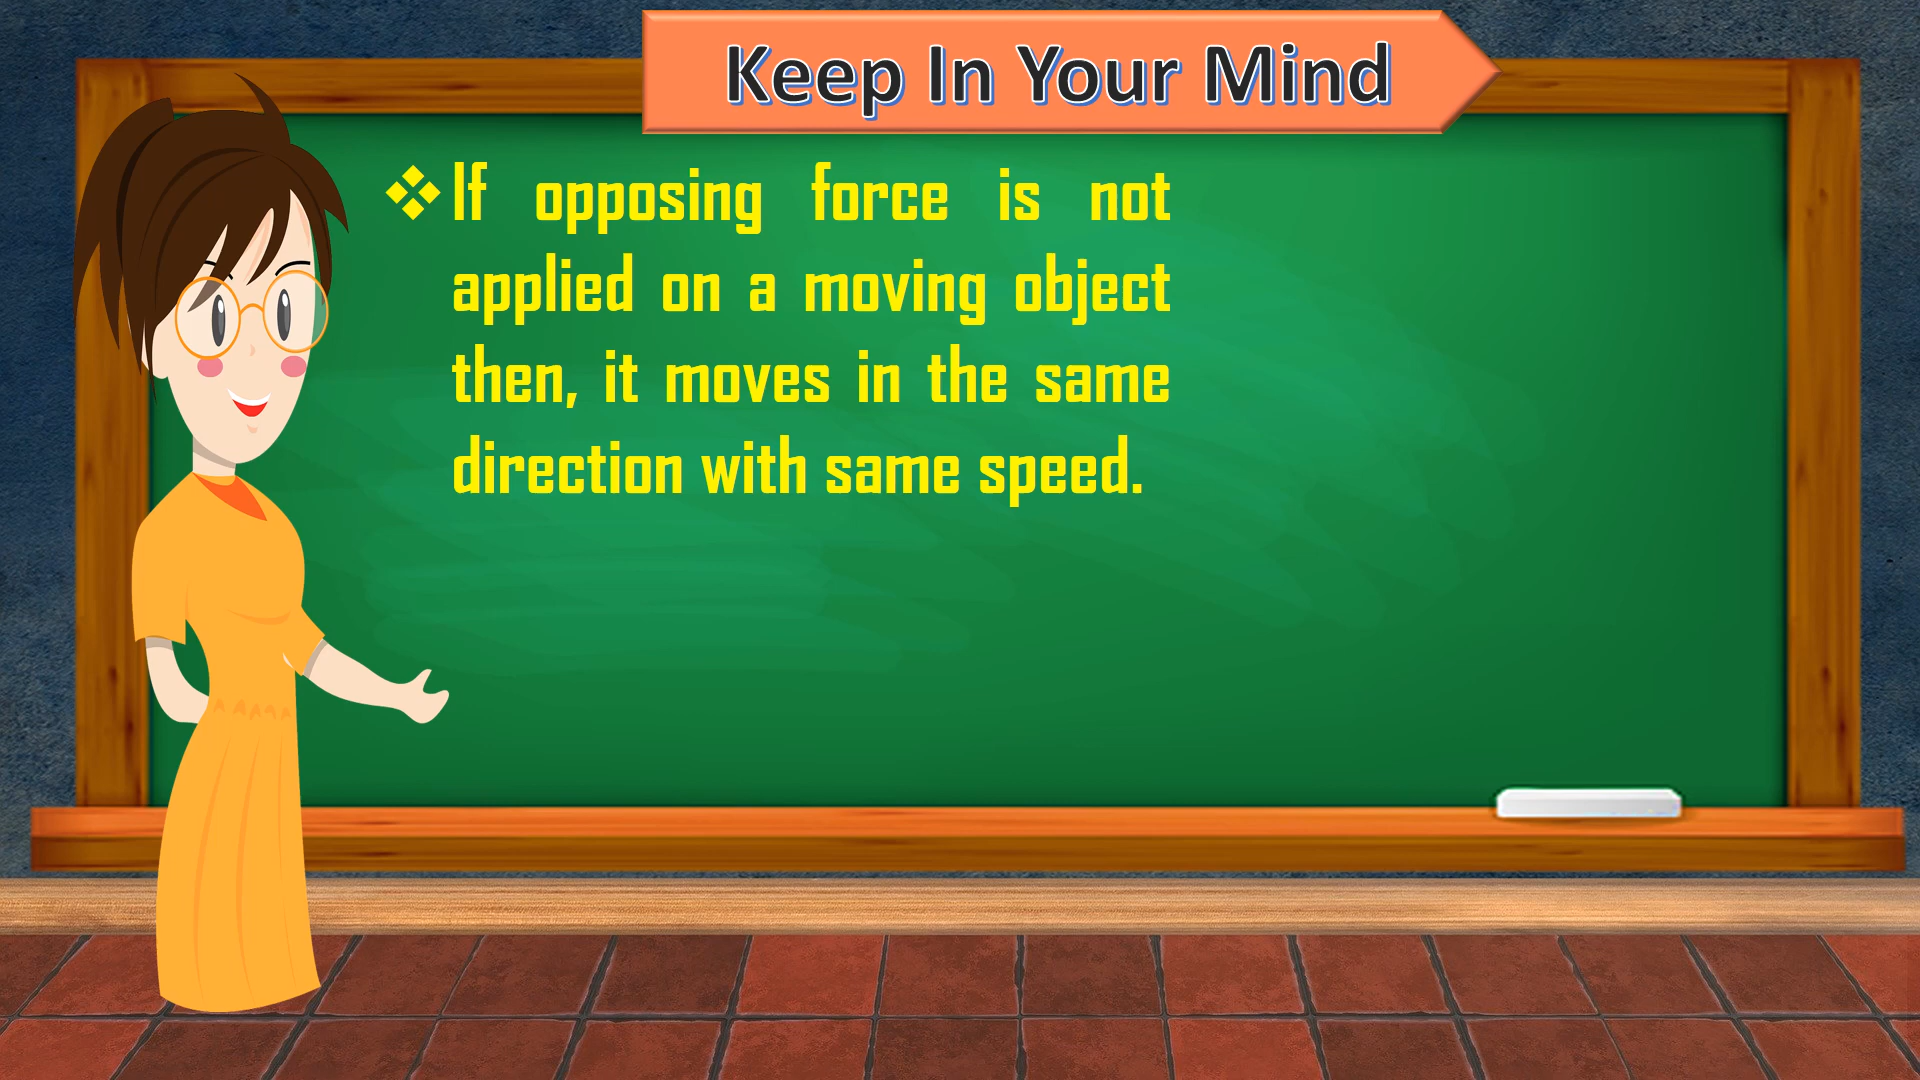 Keep In Your Mind
❖ If opposing force is not
applied on a moving object
then, it moves in the same
direction with same speed.